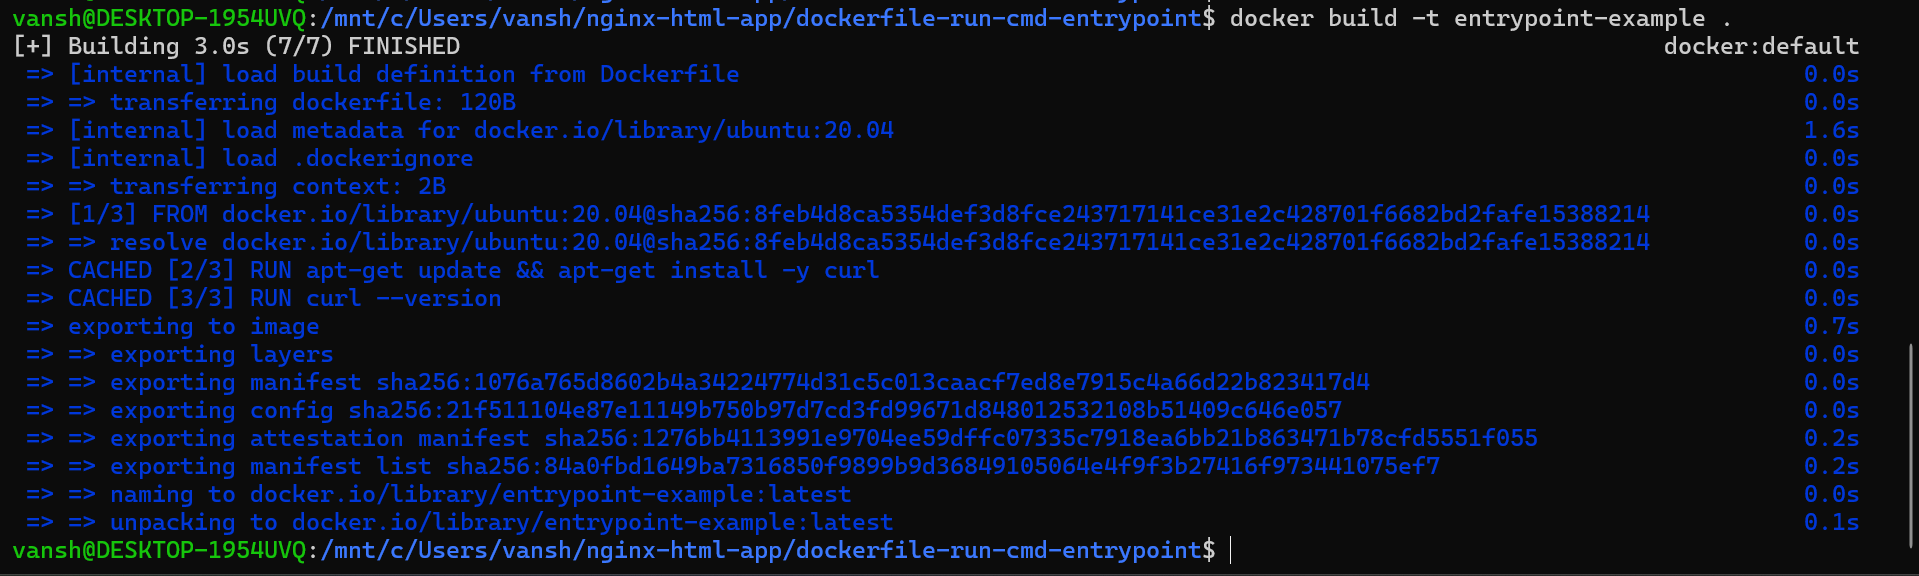 vansh@DESKTOP-1954UVQ:/mnt/c/Users/vansh/nginx-html-app/dockerfile-run-cmd-entrypoint$ docker build -t entrypoint-example .
[+] Building 3.0s (7/7) FINISHED docker:default
=> [internal] load build definition from Dockerfile 0.0s
=> => transferring dockerfile: 120B 0.0s
=> [internal] load metadata for docker.io/library/ubuntu:20.04 1.6s
=> [internal] load .dockerignore 0.0s
=> => transferring context: 2B 0.0s
=> [1/3] FROM docker.io/library/ubuntu:20.04@sha256:8feb4d8ca5354def3d8fce243717141ce31e2c428701f6682bd2fafe15388214 0.0s
=> => resolve docker.io/library/ubuntu:20.04@sha256:8feb4d8ca5354def3d8fce243717141ce31e2c428701f6682bd2fafe15388214 0.0s
=> CACHED [2/3] RUN apt-get update && apt-get install -y curl 0.0s
=> CACHED [3/3] RUN curl --version 0.0s
=> exporting to image 0.7s
=> => exporting layers 0.0s
=> => exporting manifest sha256:1076a765d8602b4a34224774d31c5c013caacf7ed8e7915c4a66d22b823417d4 0.0s
=> => exporting config sha256:21f511104e87e11149b750b97d7cd3fd99671d848012532108b51409c646e057 0.0s
=> => exporting attestation manifest sha256:1276bb4113991e9704ee59dffc07335c7918ea6bb21b863471b78cfd5551f055 0.2s
=> => exporting manifest list sha256:84a0fbd1649ba7316850f9899b9d36849105064e4f9f3b27416f973441075ef7 0.2s
=> => naming to docker.io/library/entrypoint-example:latest 0.0s
=> => unpacking to docker.io/library/entrypoint-example:latest 0.1s
vansh@DESKTOP-1954UVQ:/mnt/c/Users/vansh/nginx-html-app/dockerfile-run-cmd-entrypoint$